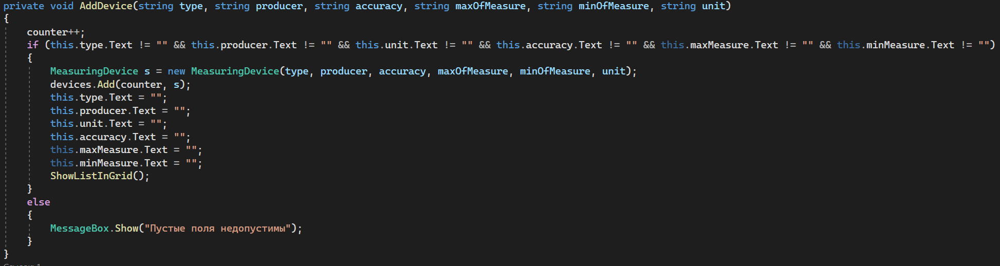 private void AddDevice(string type, string producer, string accuracy, string maxOfMeasure, string minOfMeasure, string unit)
{
    counter++;
    if (this.type.Text != "" && this.producer.Text != "" && this.unit.Text != "" && this.accuracy.Text != "" && this.maxMeasure.Text != "" && this.minMeasure.Text != "")
    {
        MeasuringDevice s = new MeasuringDevice(type, producer, accuracy, maxOfMeasure, minOfMeasure, unit);
        devices.Add(counter, s);
        this.type.Text = "";
        this.producer.Text = "";
        this.unit.Text = "";
        this.accuracy.Text = "";
        this.maxMeasure.Text = "";
        this.minMeasure.Text = "";
        ShowListInGrid();
    }
    else
    {
        MessageBox.Show("Пустые поля недопустимы");
    }
}